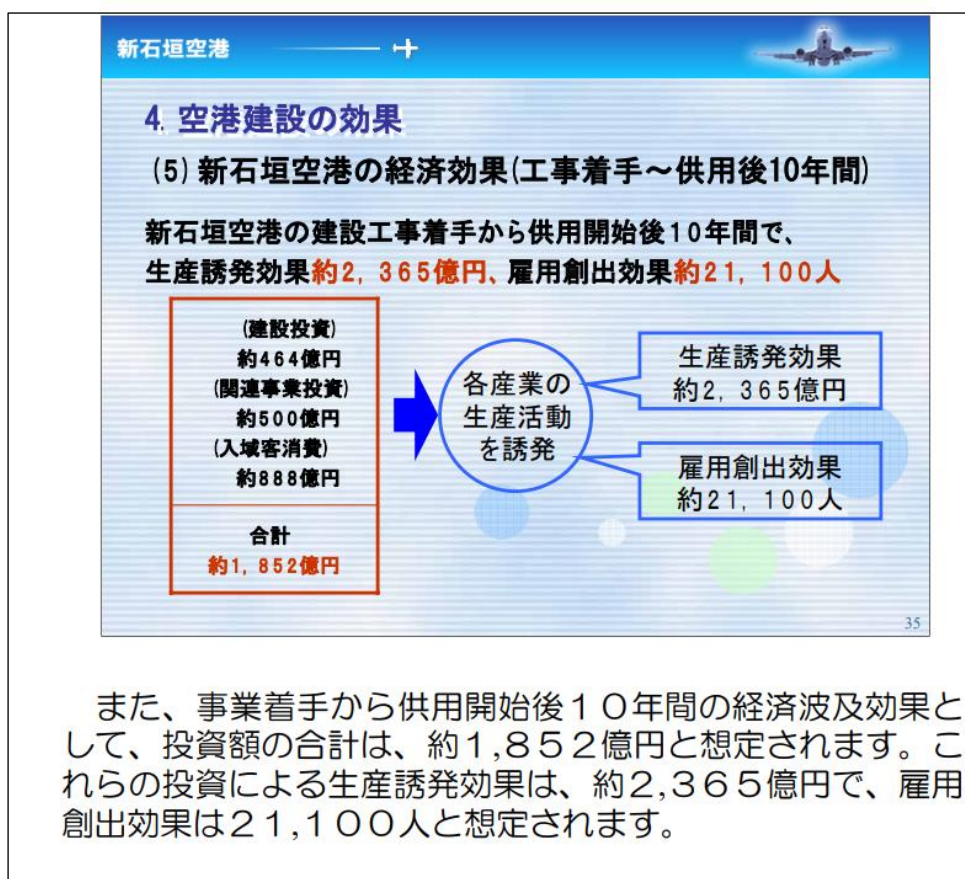 新石垣空港
4. 空港建設の効果
(5) 新石垣空港の経済効果(工事着手～供用後10年間)
新石垣空港の建設工事着手から供用開始後10年間で、
生産誘発効果約2, 365億円、雇用創出効果約21, 100人
(建設投資)
約464億円
(関連事業投資)
約500億円
(入域客消費)
約888億円
合計
約1, 852億円
各産業の
生産活動
を誘発
生産誘発効果
約2, 365億円
雇用創出効果
約21, 100人
35
また、事業着手から供用開始後１０年間の経済波及効果と
して、投資額の合計は、約1,８５２億円と想定されます。こ
れらの投資による生産誘発効果は、約2,３６５億円で、雇用
創出効果は２1,１００人と想定されます。